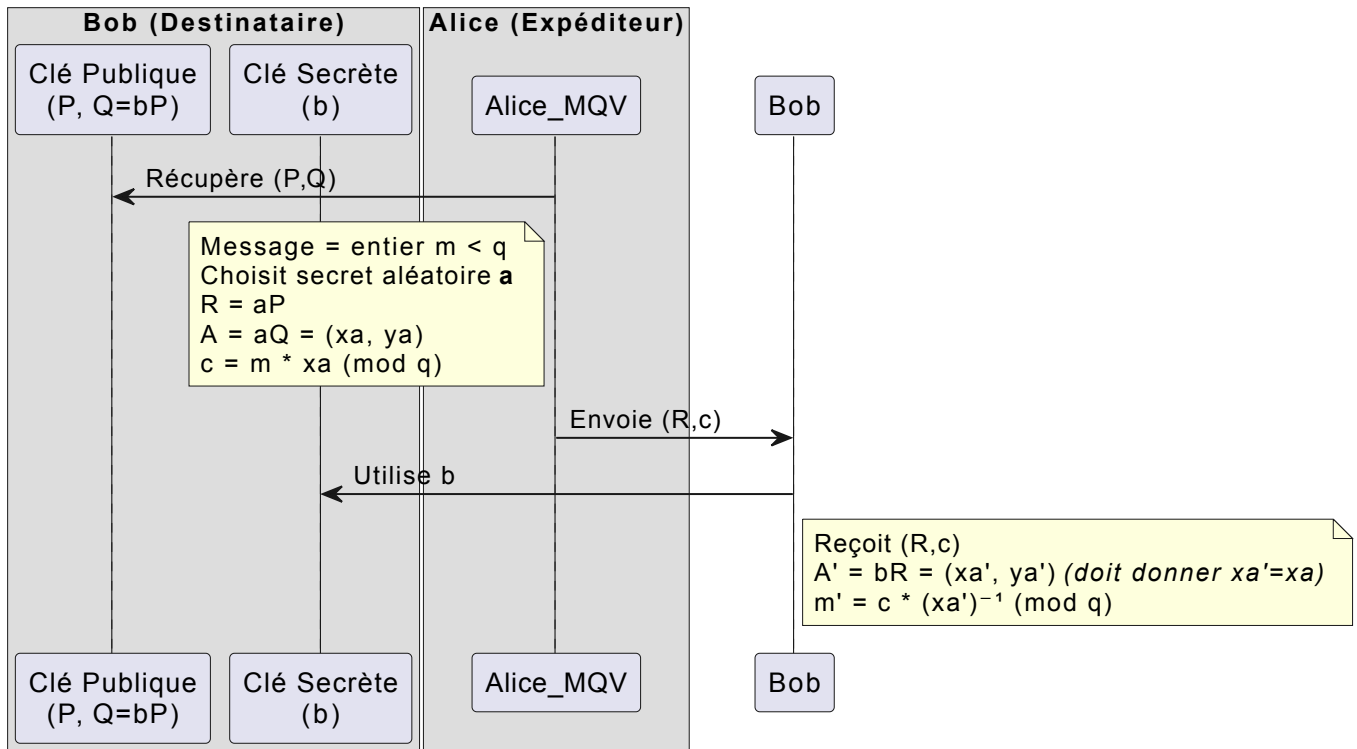 Bob (Destinataire)
Alice (Expéditeur)
Clé Publique
(P, Q=bP)
Clé Secrète
(b)
Alice_MQV
Bob
Récupère (P,Q)
Message = entier m < q
Choisit secret aléatoire a
R = aP
A = aQ = (xa, ya)
c = m * xa (mod q)
Envoie (R,c)
Utilise b
Reçoit (R,c)
A' = bR = (xa', ya') (doit donner xa'=xa)
m' = c * (xa')⁻¹ (mod q)
Clé Publique
(P, Q=bP)
Clé Secrète
(b)
Alice_MQV
Bob